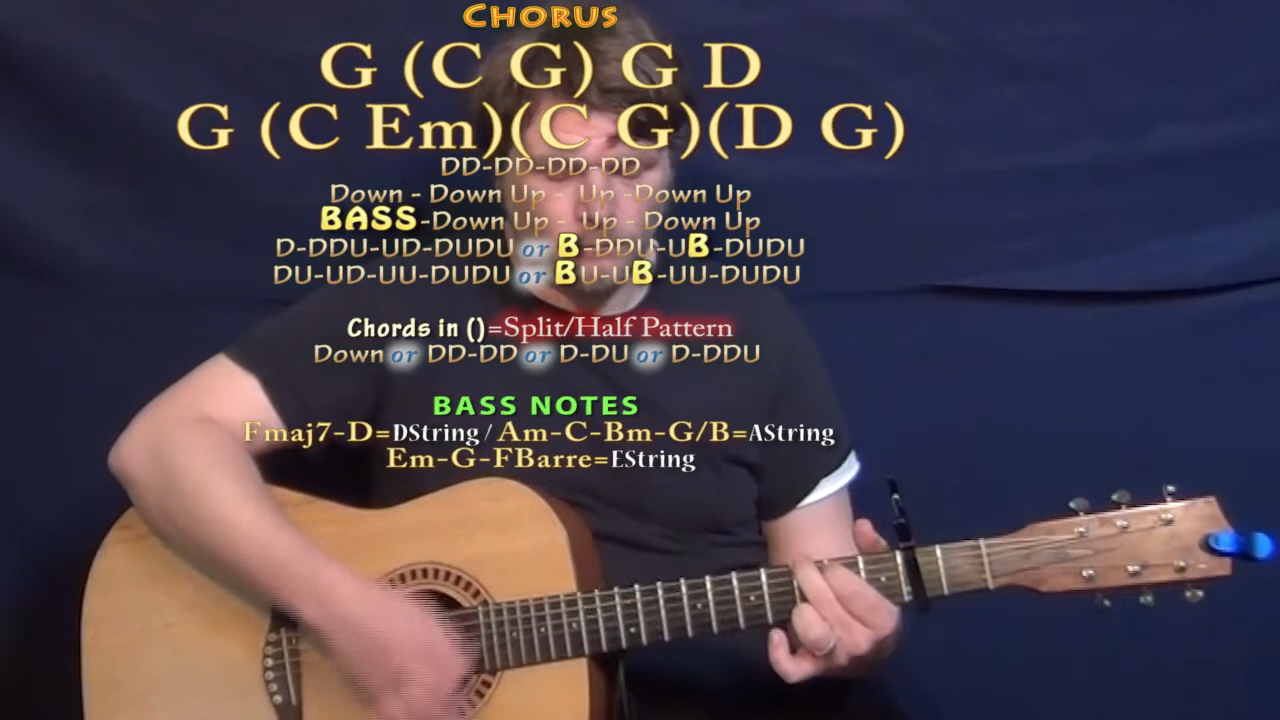 CHORUS
G (C G) G D
G (C Em)(C G)(D G)
DD-DD-DD-DD
Down - Down Up - Up -Down Up
BASS-Down Up - Up - Down Up
D-DDU-UD-DUDU or B-DDU-UB-DUDU
DU-UD-UU-DUDU or BU-UB-UU-DUDU
Chords in ()=Split/Half Pattern
Down or DD-DD or D-DU or D-DDU
BASS NOTES
Fmaj7-D=DString / Am-C-Bm-G/B=AString
Em-G-FBarre=EString